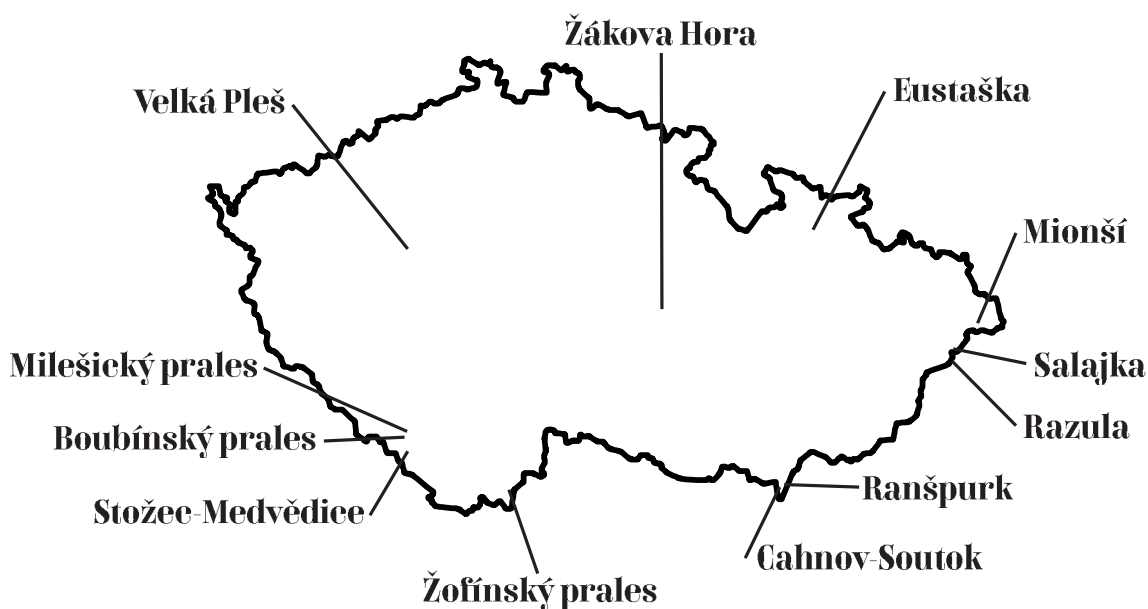 Žákova Hora
Velká Pleš
Eustaška
Mionší
Milešický prales
Salajka
Boubínský prales
Razula
Stožec-Medvědice
Ranšpurk
Cahnov-Soutok
Žofínský prales